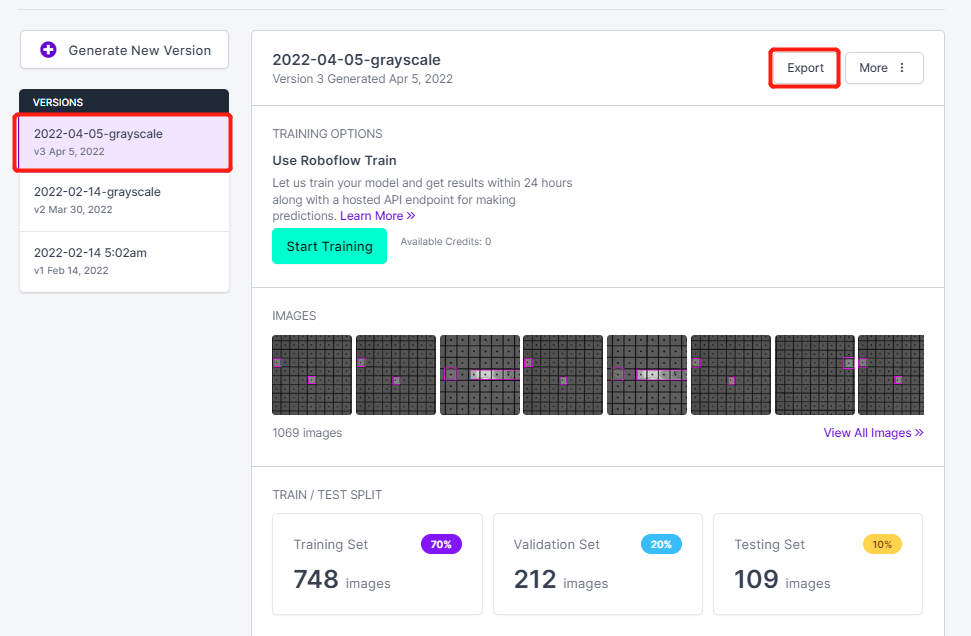 Generate New Version
VERSIONS
2022-04-05-grayscale
v3 Apr 5, 2022
2022-02-14-grayscale
v2 Mar 30, 2022
2022-02-14 5:02am
v1 Feb 14, 2022
2022-04-05-grayscale
Version 3 Generated Apr 5, 2022
Export
More
TRAINING OPTIONS
Use Roboflow Train
Let us train your model and get results within 24 hours
along with a hosted API endpoint for making
predictions. Learn More »
Start Training
Available Credits: 0
IMAGES
1069 images
View All Images »
TRAIN / TEST SPLIT
Training Set 70%
748 images
Validation Set 20%
212 images
Testing Set 10%
109 images